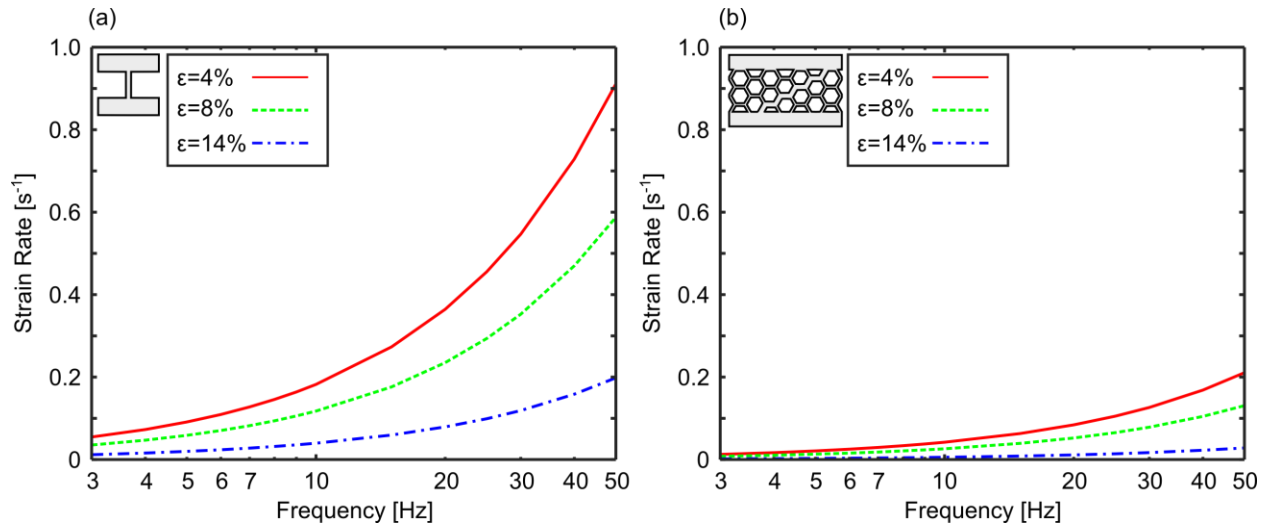 (a)
1.0
0.8
0.6
0.4
0.2
0
ε=4%
ε=8%
ε=14%
Strain Rate [s⁻¹]
3 4 5 6 7 10 20 30 40 50
Frequency [Hz]
(b)
1.0
0.8
0.6
0.4
0.2
0
ε=4%
ε=8%
ε=14%
Strain Rate [s⁻¹]
3 4 5 6 7 10 20 30 40 50
Frequency [Hz]